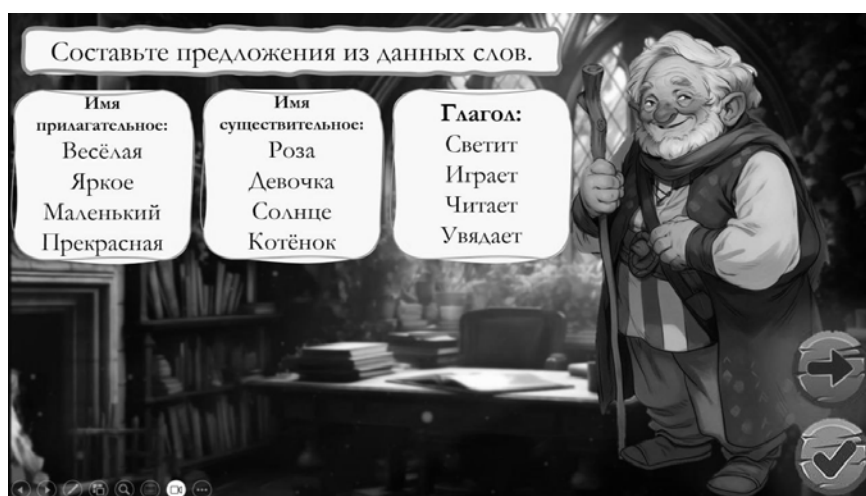 Составьте предложения из данных слов.
Имя
прилагательное:
Весёлая
Яркое
Маленький
Прекрасная
Имя
существительное:
Роза
Девочка
Солнце
Котёнок
Глагол:
Светит
Играет
Читает
Увядает